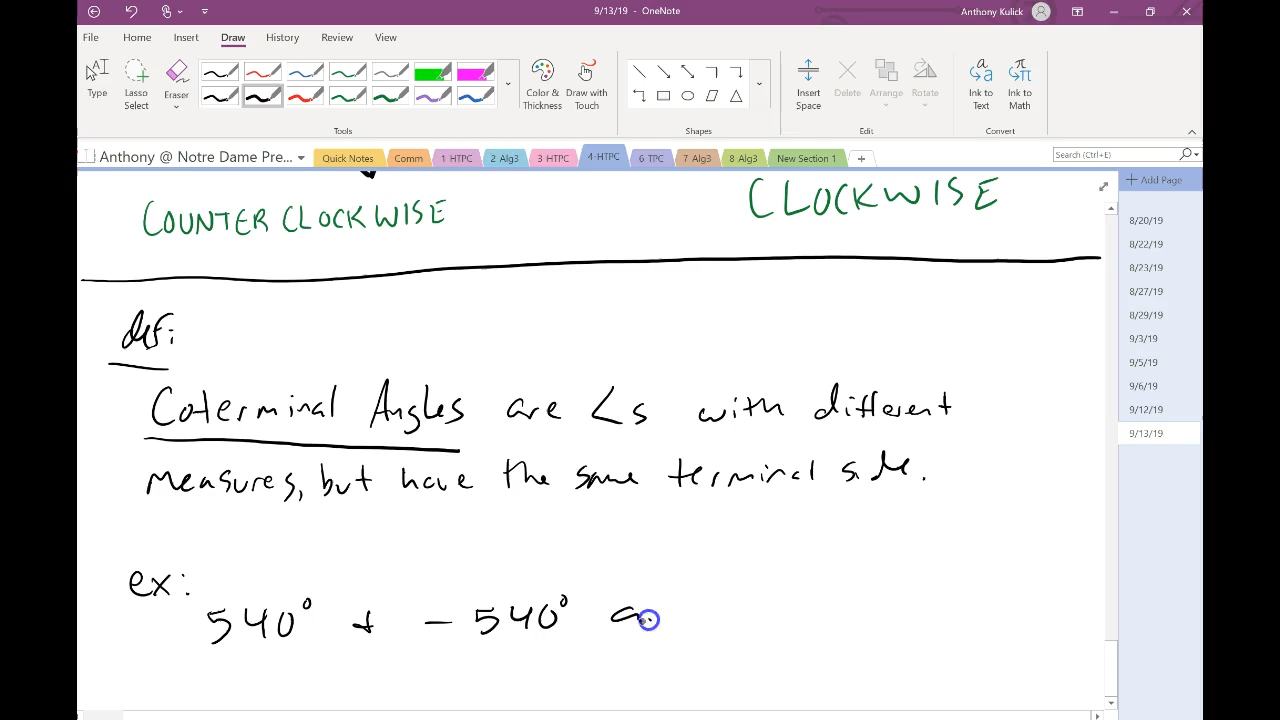 9/13/19 - OneNote
Anthony Kulick
File Home Insert Draw History Review View
Type
Lasso Select
Eraser
Color & Thickness
Draw with Touch
Insert Space
Delete
Arrange
Rotate
Ink to Text
Ink to Math
Tools
Shapes
Edit
Convert
Anthony @ Notre Dame Pre...
Quick Notes Comm 1 HTPC 2 Alg3 3 HTPC 4-HTPC 6 TPC 7 Alg3 8 Alg3 New Section 1 +
Search (Ctrl+E)
+ Add Page
8/20/19
8/22/19
8/23/19
8/27/19
8/29/19
9/3/19
9/5/19
9/6/19
9/12/19
9/13/19
COUNTER CLOCKWISE
CLOCKWISE
def:
Coterminal Angles are ∠s with different
measures, but have the same terminal side.
ex:
540° + -540° a